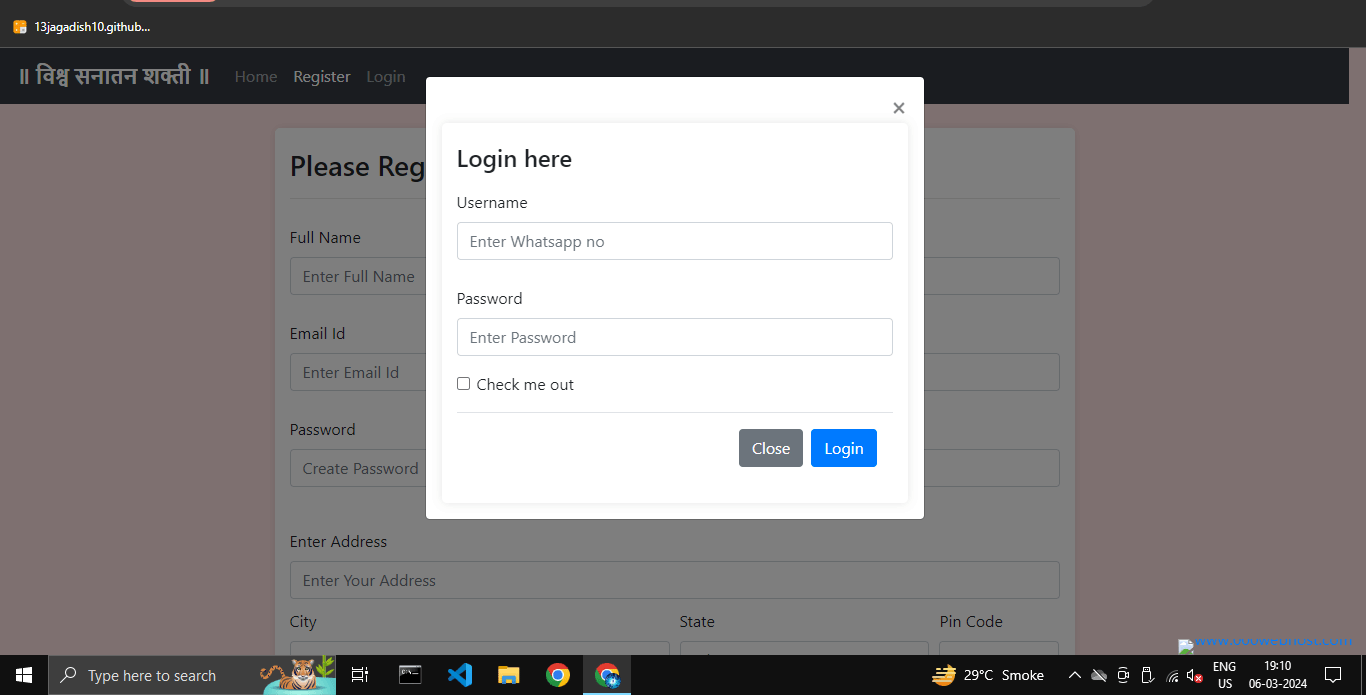 13jagadish10.github...
॥ विश्व सनातन शक्ती ॥ Home Register Login
×
Please Reg
Login here
Username
Enter Whatsapp no
Full Name
Enter Full Name
Password
Enter Password
Email Id
Enter Email Id
Check me out
Password
Create Password
Close Login
Enter Address
Enter Your Address
City State Pin Code
www.000webhost.com
Type here to search
29°C Smoke
ENG
US
19:10
06-03-2024